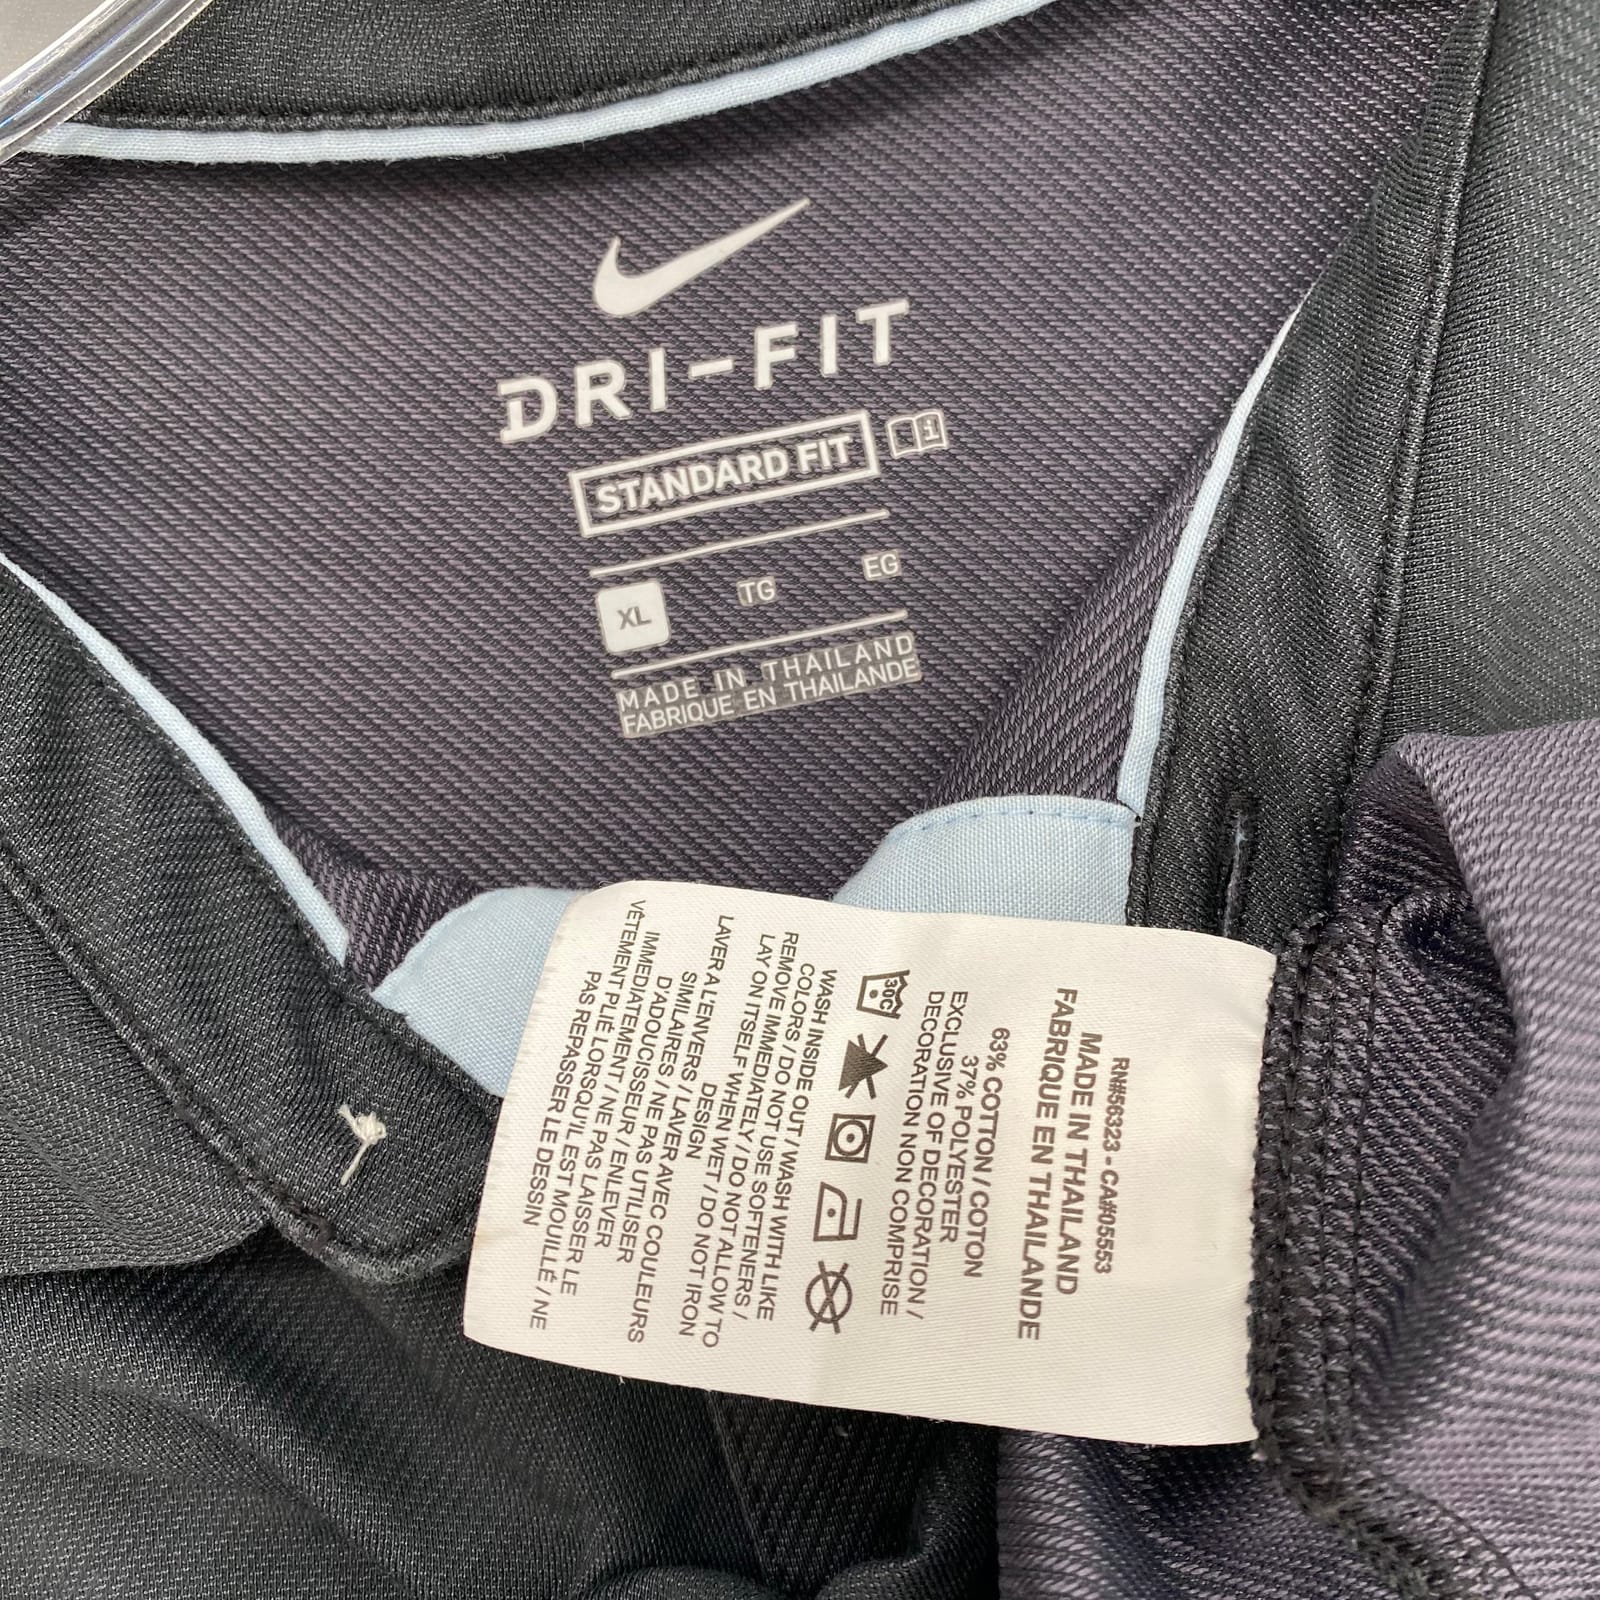 DRI-FIT
STANDARD FIT i
XL TG EG
MADE IN THAILAND
FABRIQUE EN THAILANDE
RN#56323 - CA#05553
MADE IN THAILAND
FABRIQUE EN THAILANDE
63% COTTON / COTON
37% POLYESTER
EXCLUSIVE OF DECORATION /
DECORATION NON COMPRISE
30C
WASH INSIDE OUT / WASH WITH LIKE
COLORS / DO NOT USE SOFTENERS /
REMOVE IMMEDIATELY / DO NOT ALLOW TO
LAY ON ITSELF WHEN WET / DO NOT IRON
DESIGN
LAVER A L'ENVERS / LAVER AVEC COULEURS
SIMILAIRES / NE PAS UTILISER
D'ADOUCISSEUR / ENLEVER
IMMEDIATEMENT / NE PAS LAISSER LE
VÊTEMENT PLIÉ LORSQU'IL EST MOUILLÉ / NE
PAS REPASSER LE DESSIN